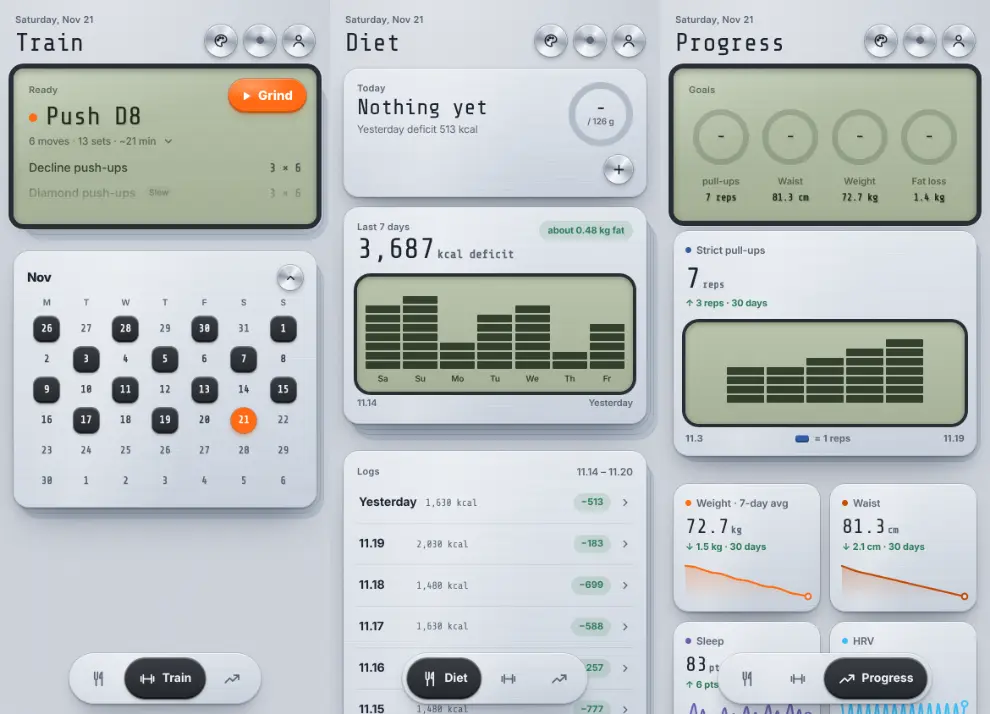 Saturday, Nov 21
Train
Ready
Grind
Push D8
6 moves · 13 sets · ~21 min
Decline push-ups 3 × 6
Diamond push-ups Slow 3 × 6
Nov
M T W T F S S
26 27 28 29 30 31 1
2 3 4 5 6 7 8
9 10 11 12 13 14 15
16 17 18 19 20 21 22
23 24 25 26 27 28 29
30 1 2 3 4 5 6
Train
Saturday, Nov 21
Diet
Today
Nothing yet
Yesterday deficit 513 kcal
-
/ 126 g
Last 7 days
about 0.48 kg fat
3,687 kcal deficit
Sa Su Mo Tu We Th Fr
11.14 Yesterday
Logs 11.14 – 11.20
Yesterday 1,630 kcal −513
11.19 2,030 kcal −183
11.18 1,480 kcal −699
11.17 1,630 kcal −588
11.16 257
11.15 1,480 kcal −777
Diet
Saturday, Nov 21
Progress
Goals
- - - -
pull-ups Waist Weight Fat loss
7 reps 81.3 cm 72.7 kg 1.4 kg
Strict pull-ups
7 reps
↑ 3 reps · 30 days
11.3 = 1 reps 11.19
Weight · 7-day avg
72.7 kg
↓ 1.5 kg · 30 days
Waist
81.3 cm
↓ 2.1 cm · 30 days
Sleep
83 pt
↑ 6 pts
HRV
Progress